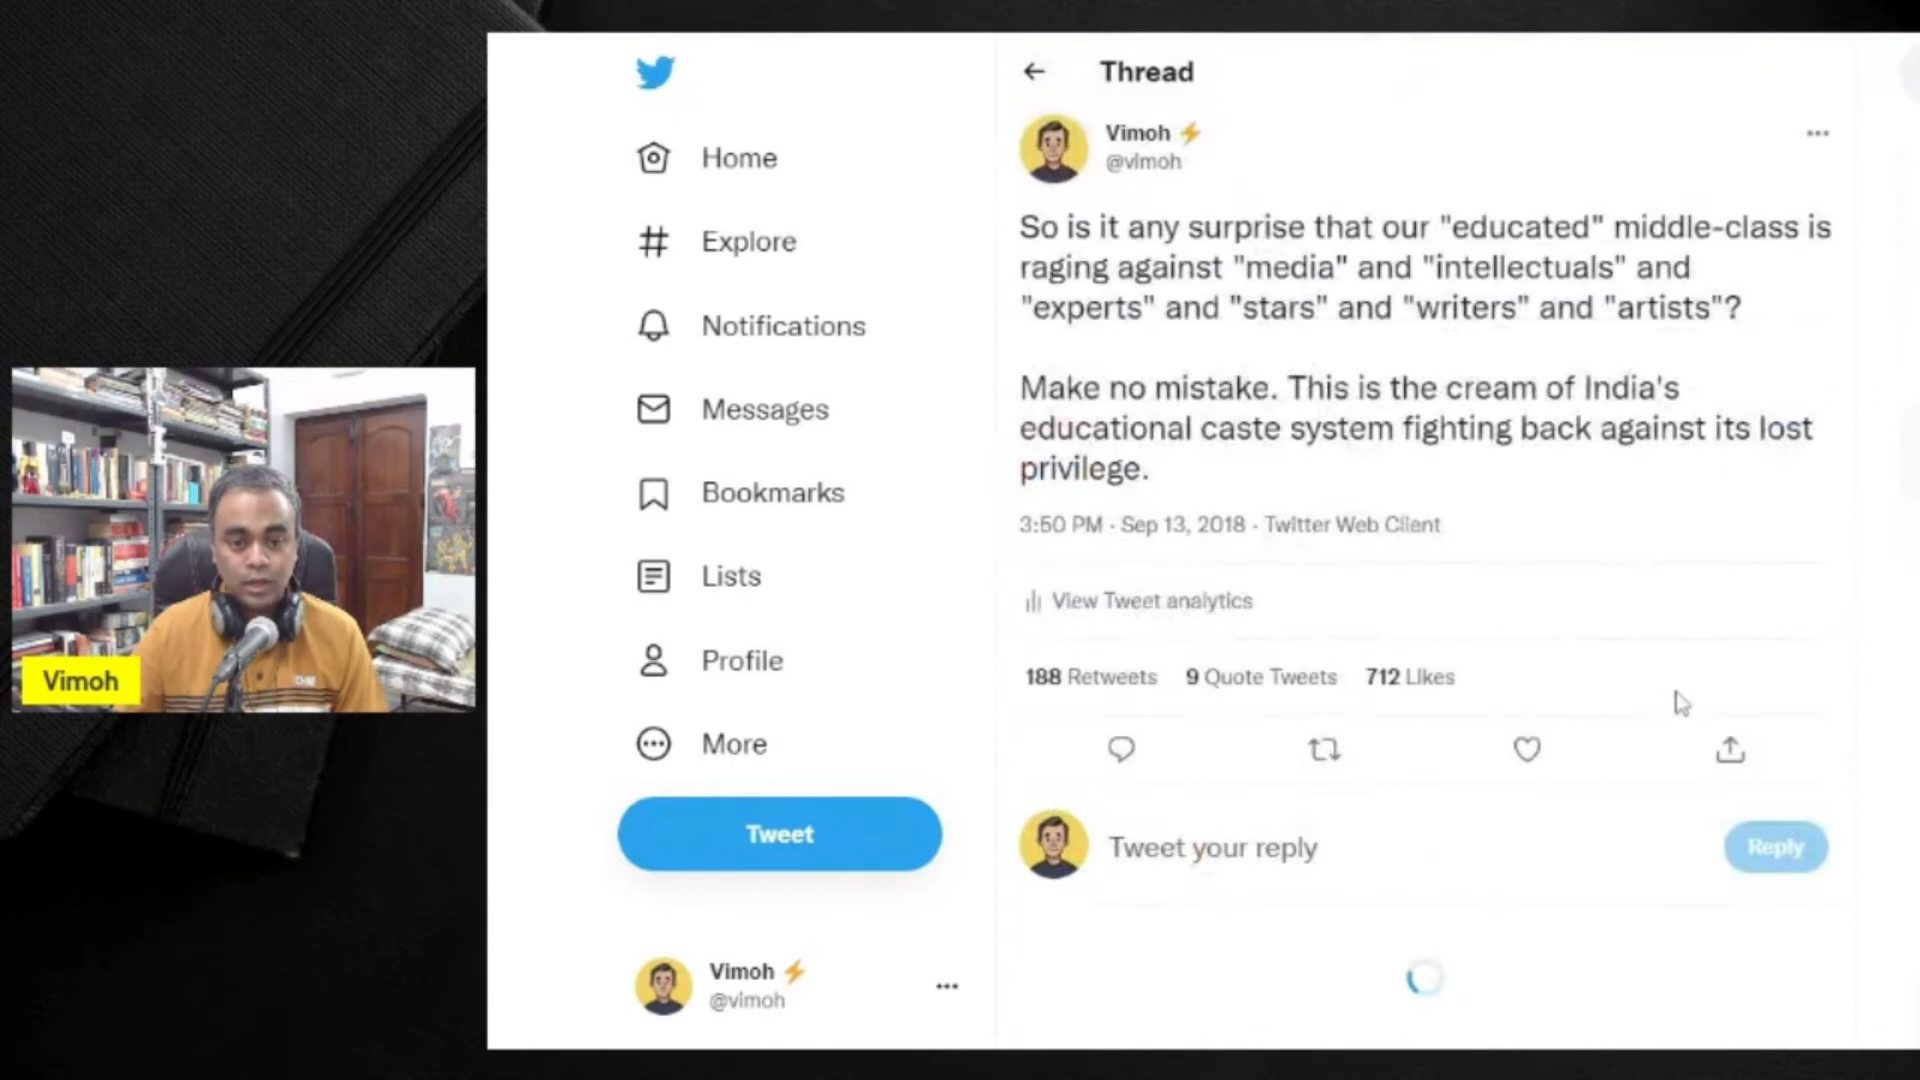 Thread
Vimoh
@vimoh
So is it any surprise that our "educated" middle-class is
raging against "media" and "intellectuals" and
"experts" and "stars" and "writers" and "artists"?
Make no mistake. This is the cream of India's
educational caste system fighting back against its lost
privilege.
3:50 PM · Sep 13, 2018 · Twitter Web Client
View Tweet analytics
188 Retweets 9 Quote Tweets 712 Likes
Tweet your reply
Reply
Home
Explore
Notifications
Messages
Bookmarks
Lists
Profile
More
Tweet
Vimoh
@vimoh
Vimoh